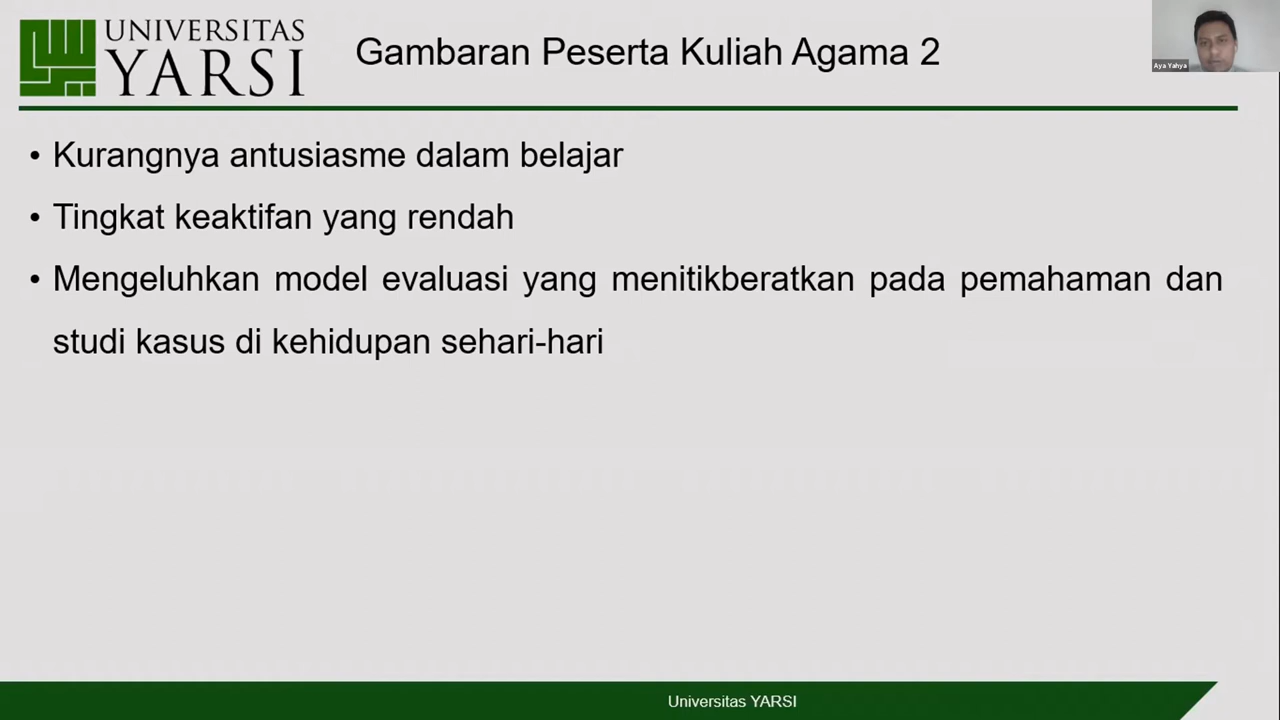 UNIVERSITAS
YARSI
Gambaran Peserta Kuliah Agama 2
Aya Yahya
• Kurangnya antusiasme dalam belajar
• Tingkat keaktifan yang rendah
• Mengeluhkan model evaluasi yang menitikberatkan pada pemahaman dan
studi kasus di kehidupan sehari-hari
Universitas YARSI